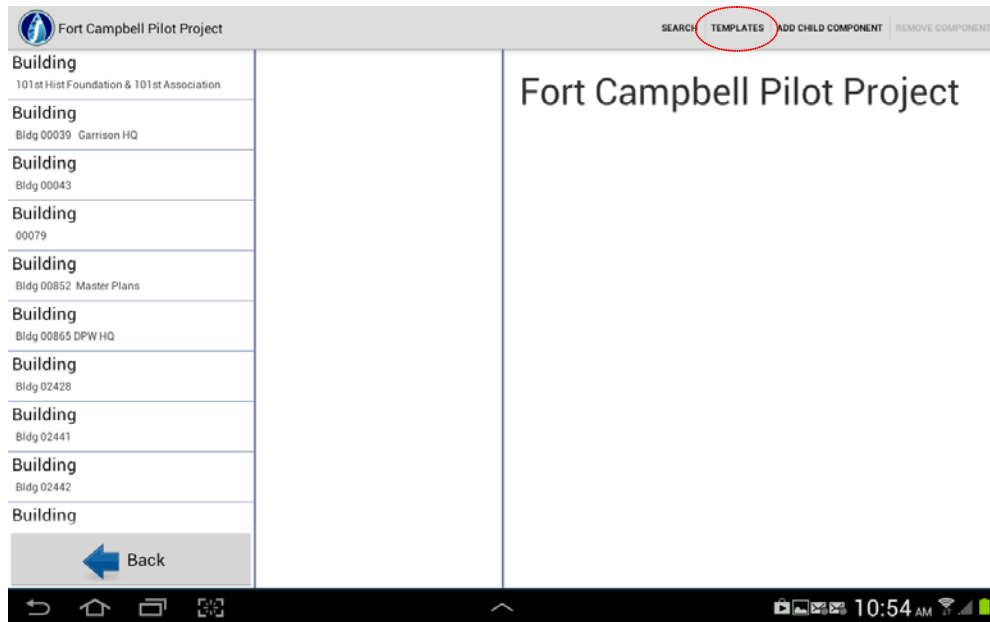 Fort Campbell Pilot Project
SEARCH TEMPLATES ADD CHILD COMPONENT REMOVE COMPONENT
Building
101st Hist Foundation & 101st Association
Building
Bldg 00039 Garrison HQ
Building
Bldg 00043
Building
00079
Building
Bldg 00852 Master Plans
Building
Bldg 00865 DPW HQ
Building
Bldg 02428
Building
Bldg 02441
Building
Bldg 02442
Building
Back
Fort Campbell Pilot Project
10:54 AM